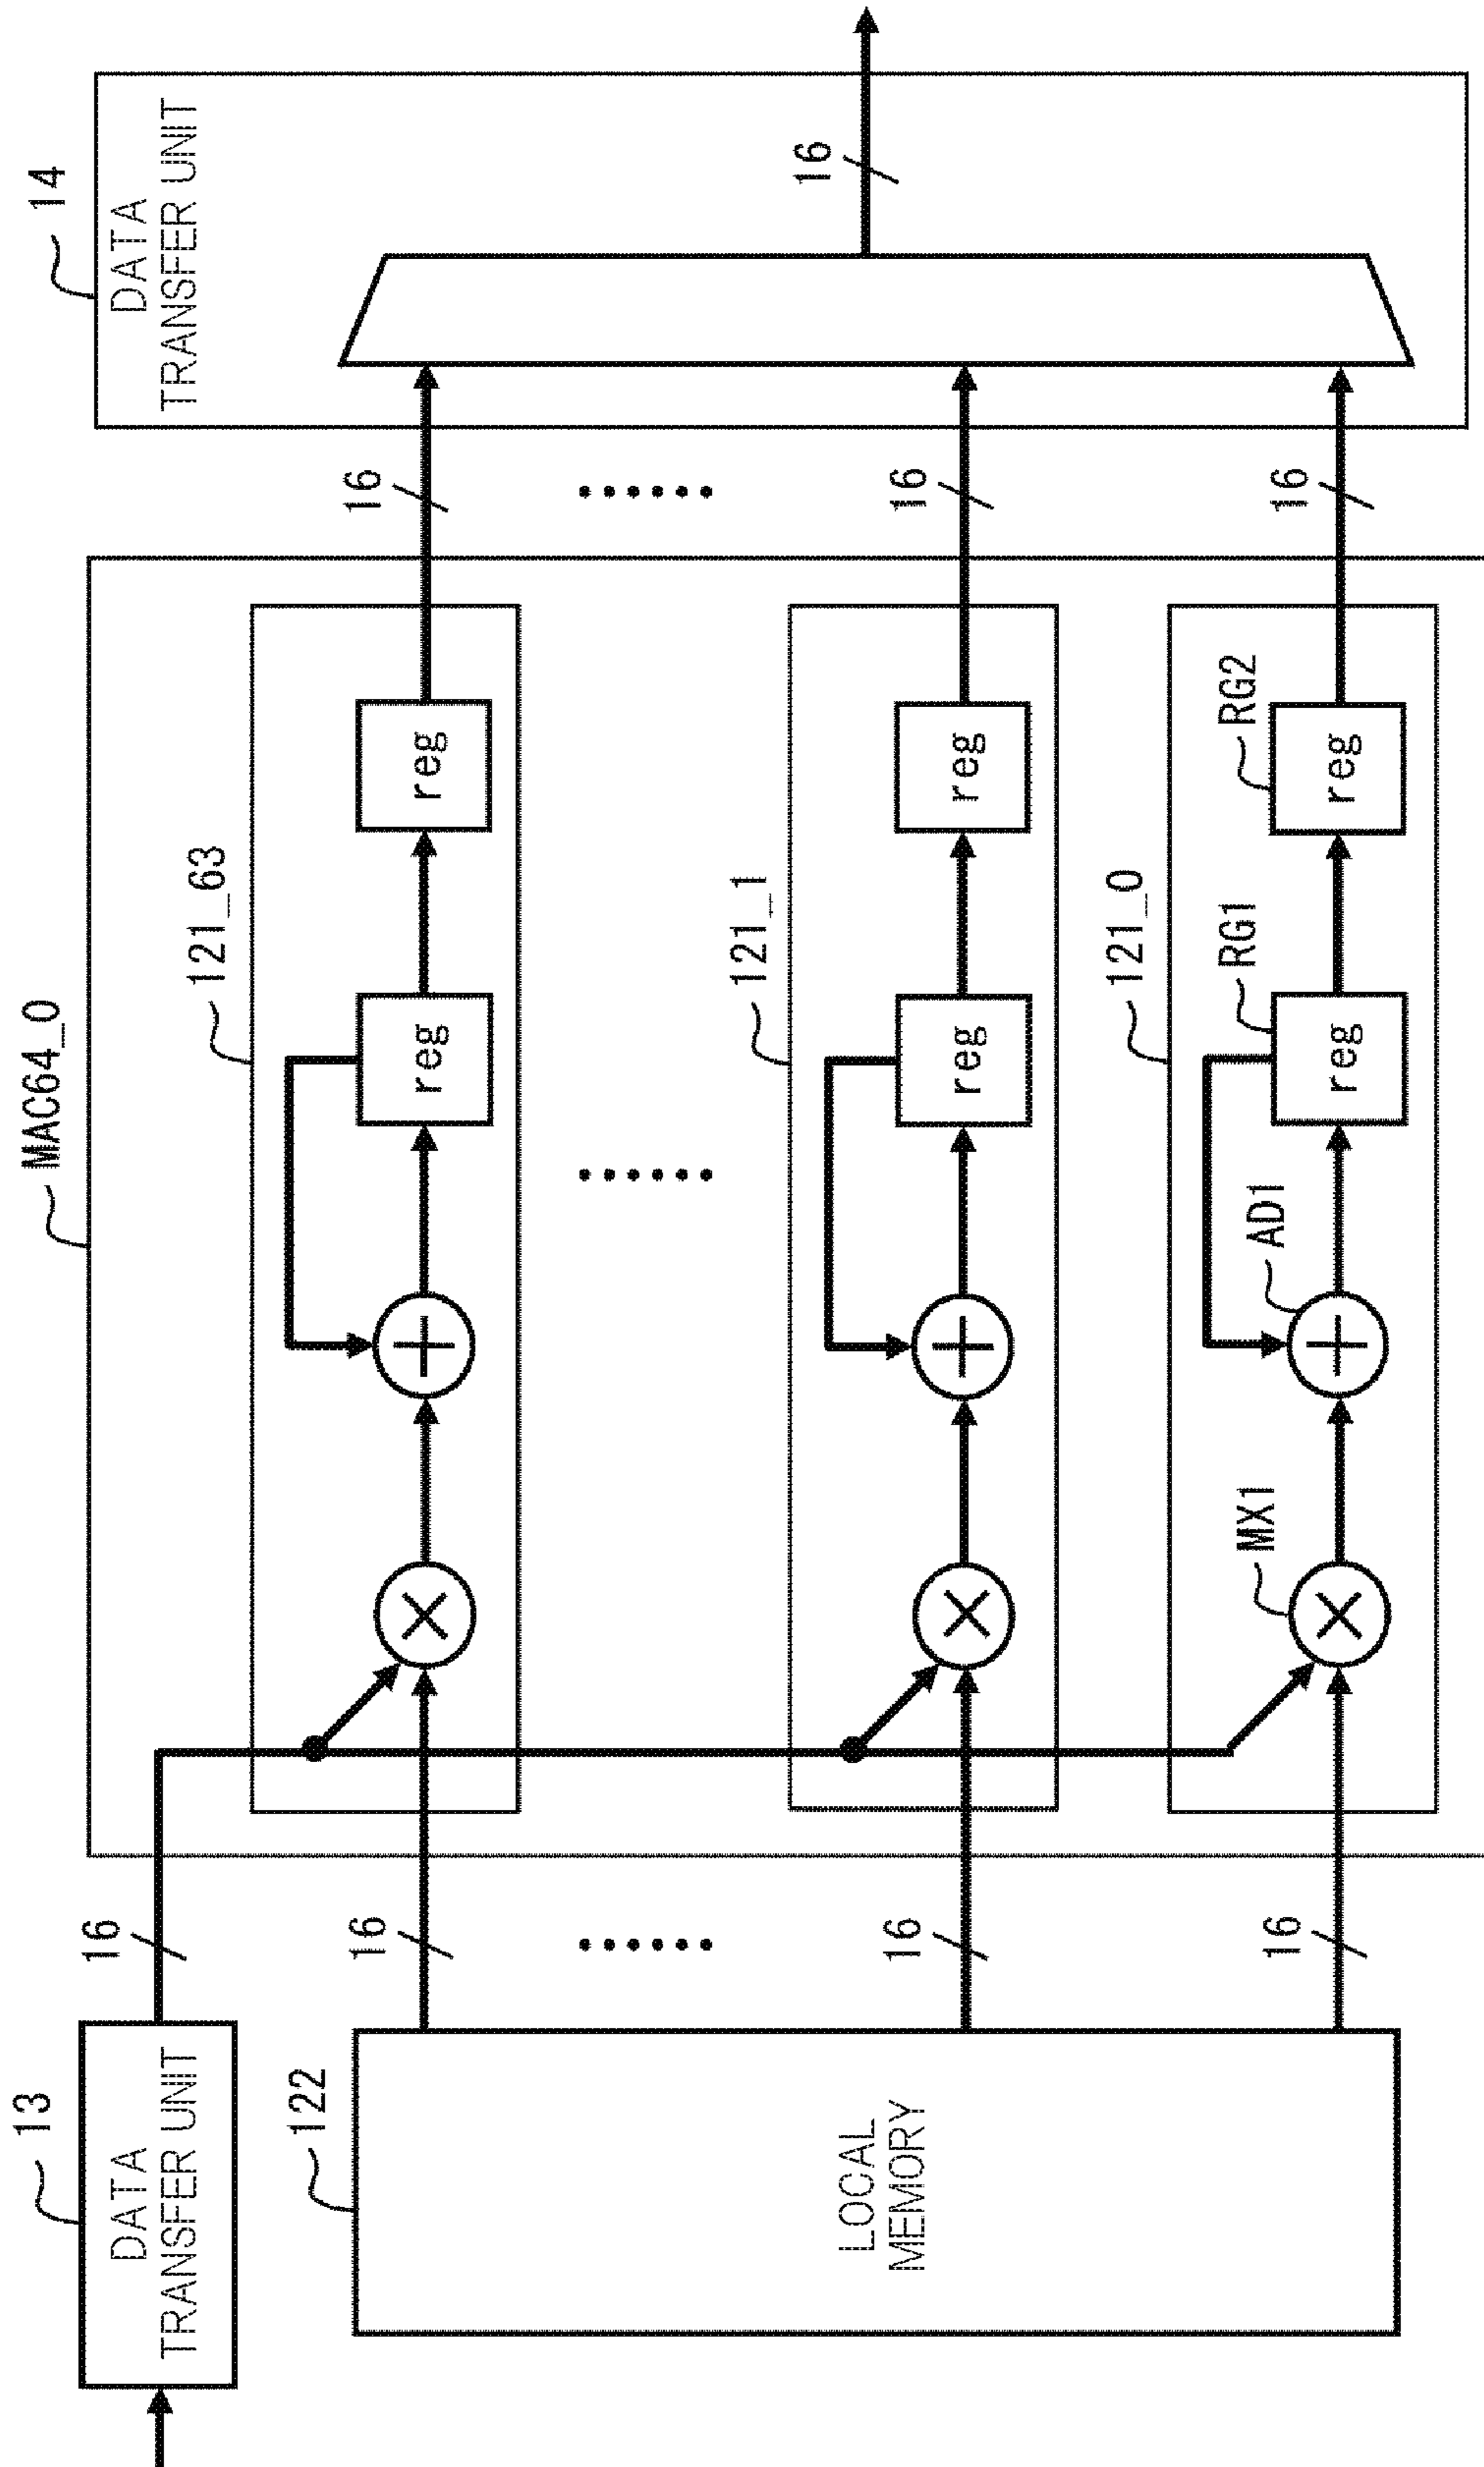 13
DATA
TRANSFER UNIT
16
MAC64_0
14
DATA
TRANSFER UNIT
121_63
16
×
+
reg
reg
16
122
LOCAL
MEMORY
......
......
......
16
121_1
16
×
+
reg
reg
16
121_0
16
MX1
×
AD1
+
RG1
reg
RG2
reg
16